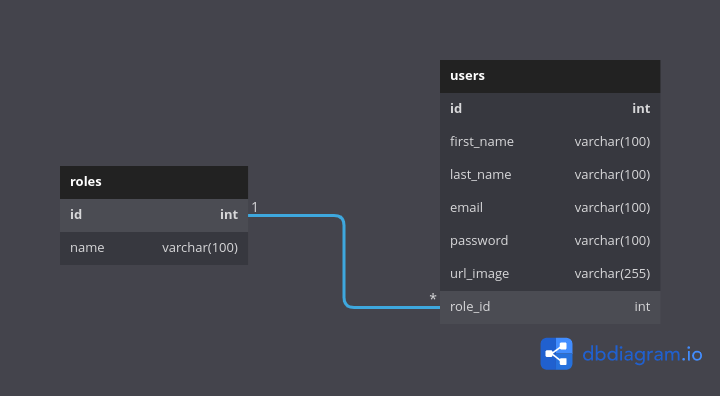 roles
id int
name varchar(100)
1
*
users
id int
first_name varchar(100)
last_name varchar(100)
email varchar(100)
password varchar(100)
url_image varchar(255)
role_id int
dbdiagram.io